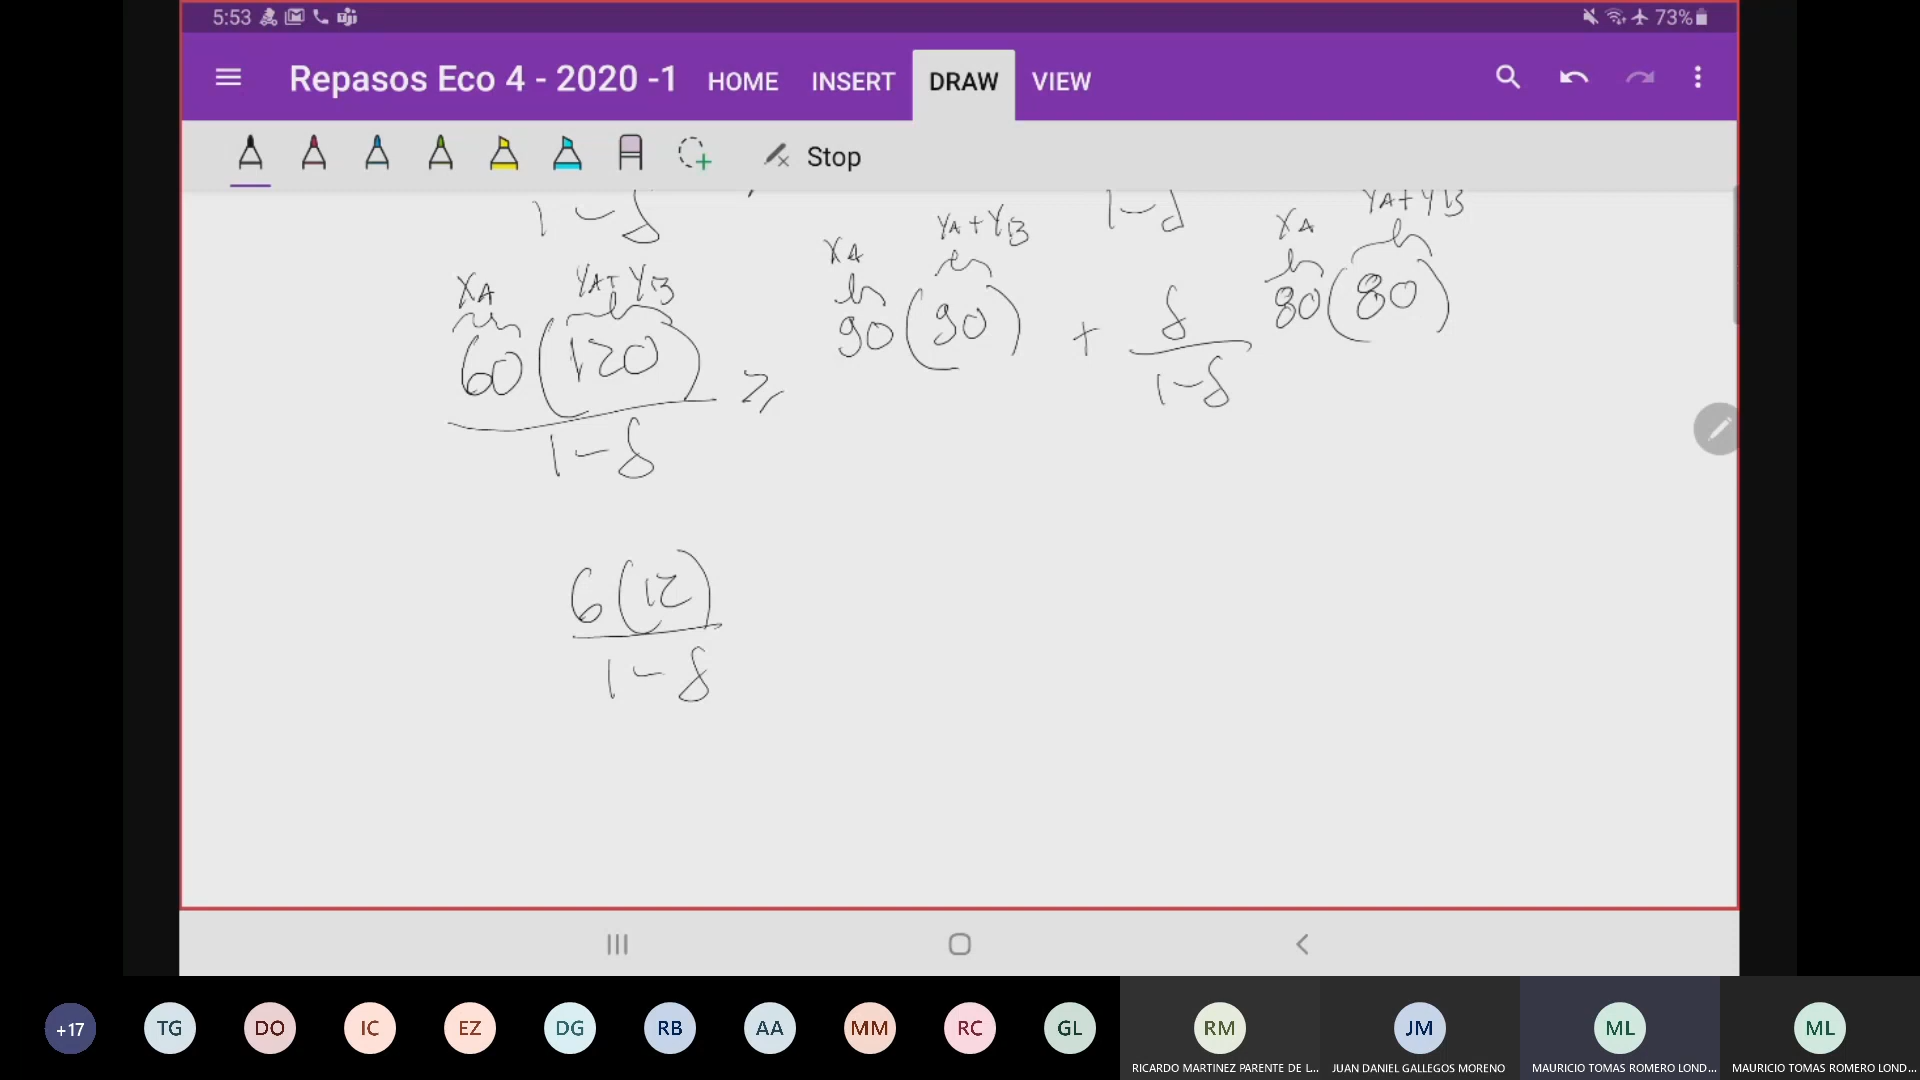 5:53 73%
Repasos Eco 4 - 2020 -1 HOME INSERT DRAW VIEW
Stop
1-δ 1-δ
XA YA+YB XA YA+YB XA YA+YB
60(120) ≥ 90(90) + δ 80(80)
1-δ 1-δ
6(12)
1-δ
+17 TG DO IC EZ DG RB AA MM RC GL RM JM ML ML
RICARDO MARTINEZ PARENTE DE L... JUAN DANIEL GALLEGOS MORENO MAURICIO TOMAS ROMERO LOND... MAURICIO TOMAS ROMERO LOND...